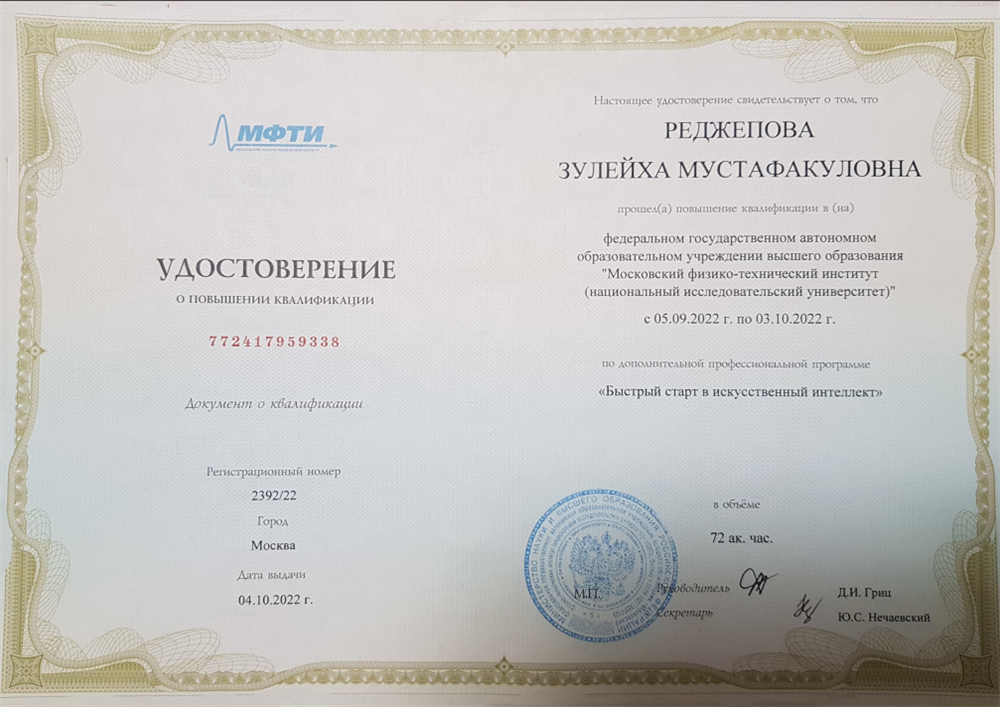 МФТИ
УДОСТОВЕРЕНИЕ
О ПОВЫШЕНИИ КВАЛИФИКАЦИИ
772417959338
Документ о квалификации
Регистрационный номер
2392/22
Город
Москва
Дата выдачи
04.10.2022 г.
Настоящее удостоверение свидетельствует о том, что
РЕДЖЕПОВА
ЗУЛЕЙХА МУСТАФАКУЛОВНА
прошел(а) повышение квалификации в (на)
федеральном государственном автономном
образовательном учреждении высшего образования
"Московский физико-технический институт
(национальный исследовательский университет)"
с 05.09.2022 г. по 03.10.2022 г.
по дополнительной профессиональной программе
«Быстрый старт в искусственный интеллект»
в объёме
72 ак. час.
М.П.
Руководитель
Д.И. Гриц
Секретарь
Ю.С. Нечаевский